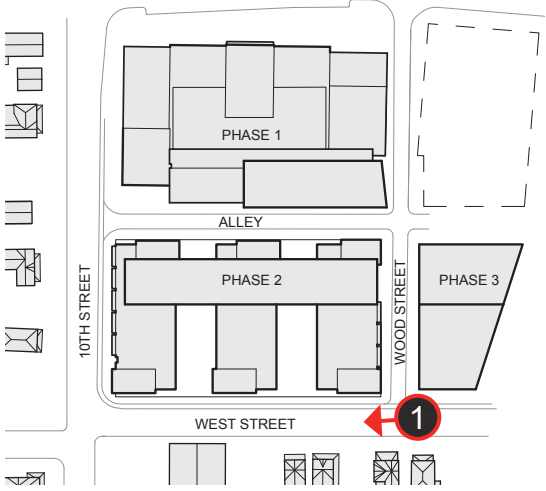 PHASE 1
ALLEY
PHASE 2
PHASE 3
10TH STREET
WOOD STREET
WEST STREET
1